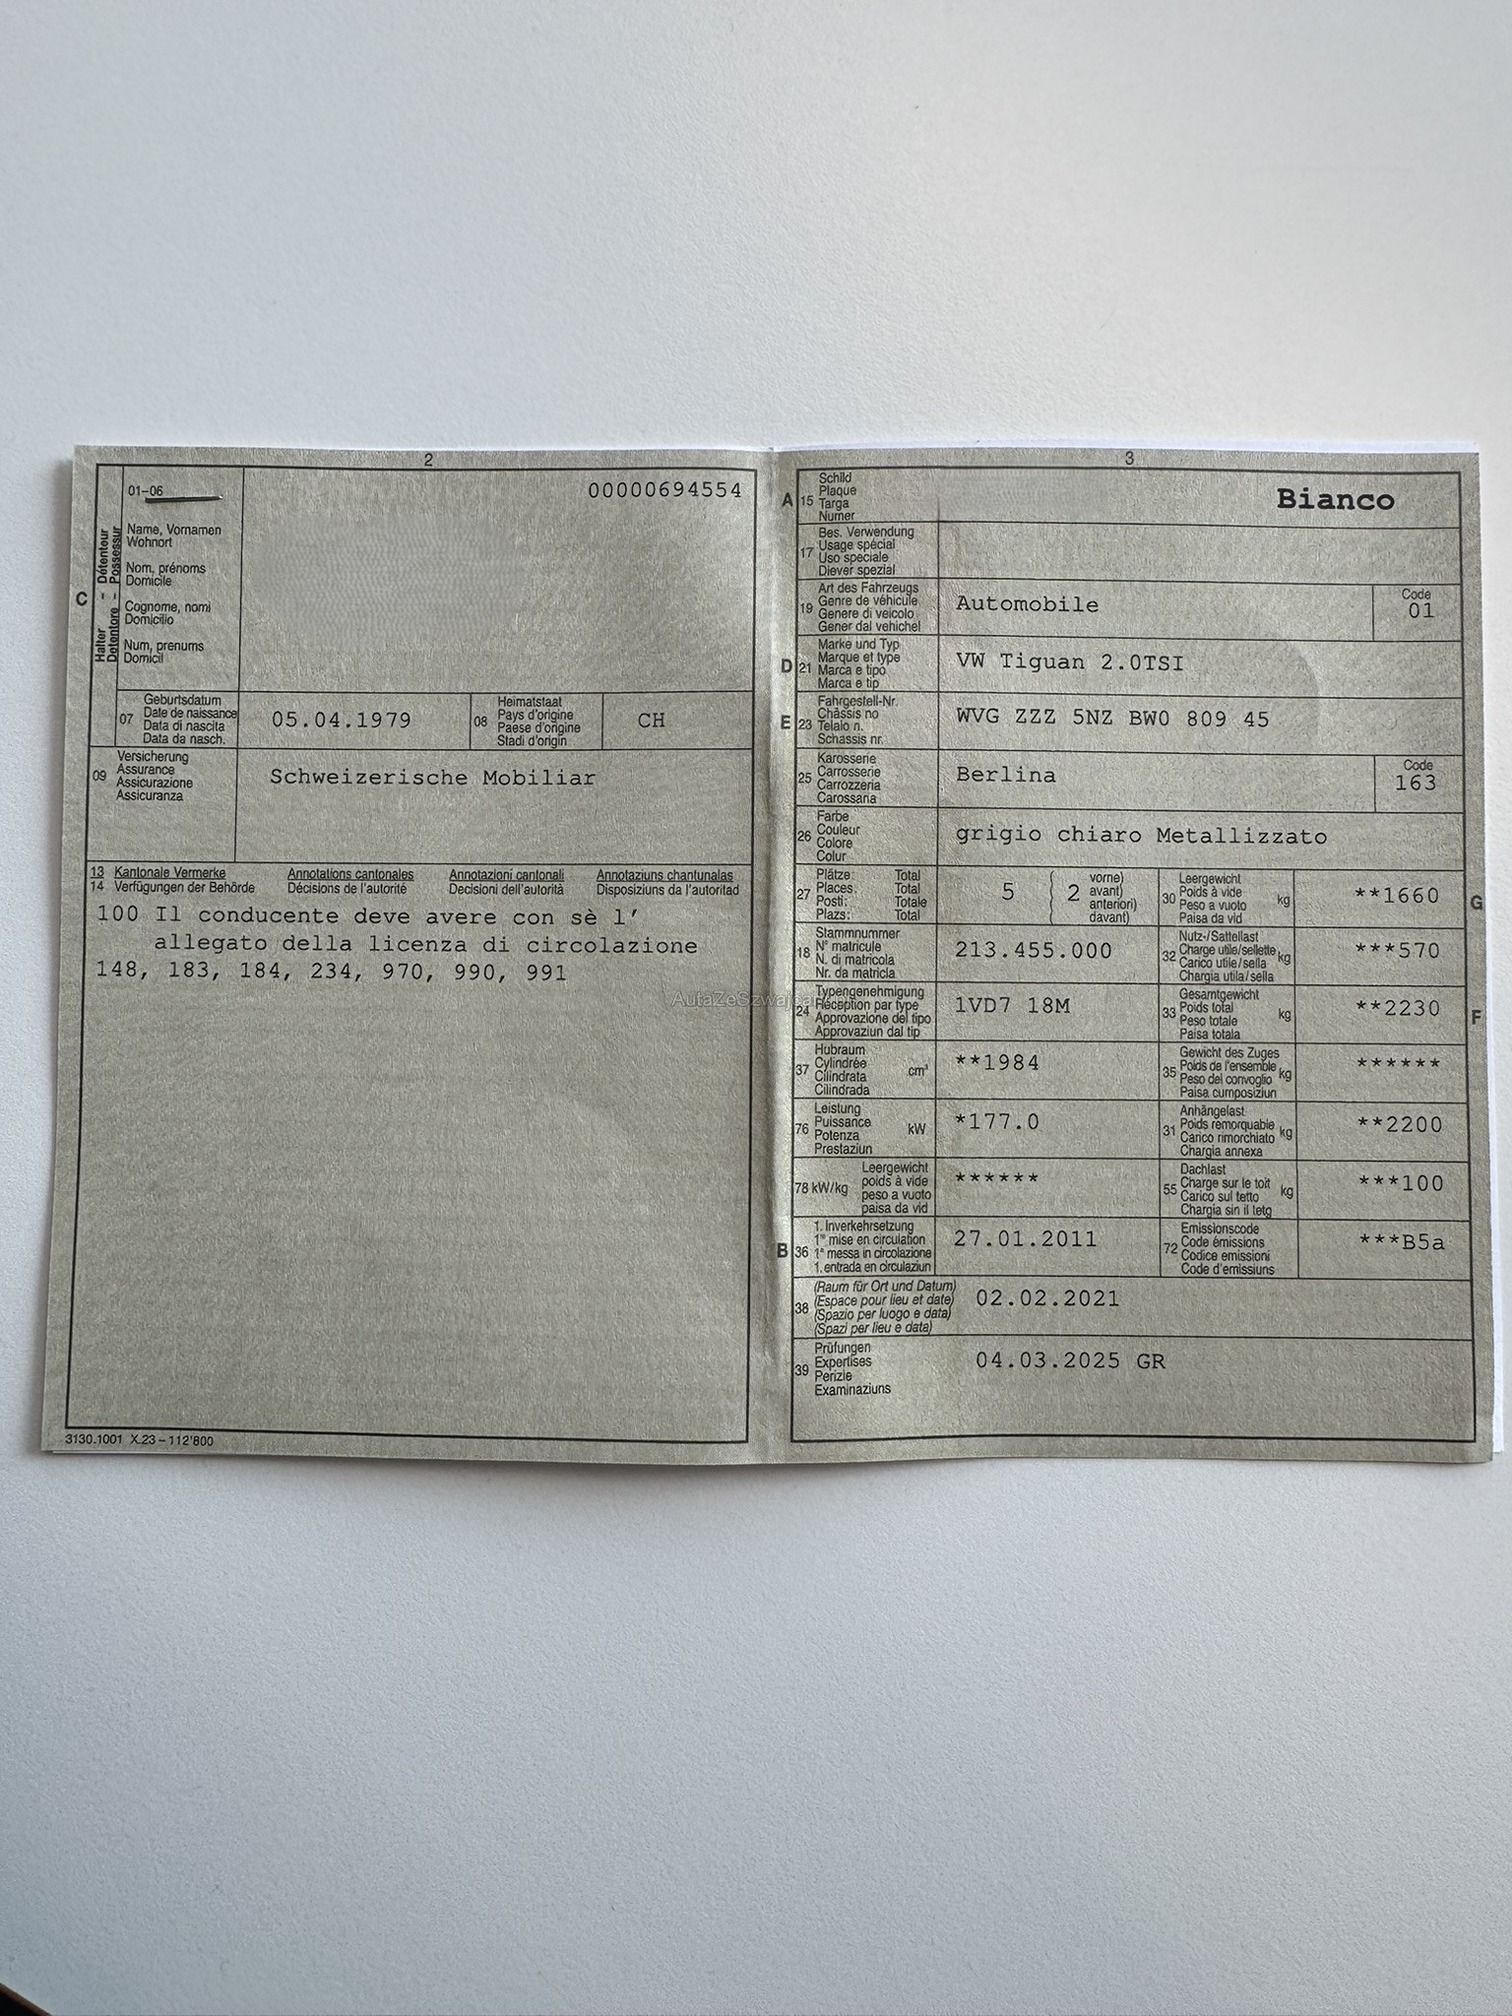 2
01–06
00000694554
C
Halter – Détenteur
Detentore – Possessur
Name, Vornamen
Wohnort
Nom, prénoms
Domicile
Cognome, nomi
Domicilio
Num, prenums
Domicil
07
Geburtsdatum
Date de naissance
Data di nascita
Data da nasch.
05.04.1979
08
Heimatstaat
Pays d'origine
Paese d'origine
Stadi d'origin
CH
09
Versicherung
Assurance
Assicurazione
Assicuranza
Schweizerische Mobiliar
13 Kantonale Vermerke Annotations cantonales Annotazioni cantonali Annotaziuns chantunalas
14 Verfügungen der Behörde Décisions de l'autorité Decisioni dell'autorità Disposiziuns da l'autoritad
100 Il conducente deve avere con sè l'
allegato della licenza di circolazione
148, 183, 184, 234, 970, 990, 991
3130.1001 X.23 – 112'800
3
A 15
Schild
Plaque
Targa
Numer
Bianco
17
Bes. Verwendung
Usage spécial
Uso speciale
Diever spezial
19
Art des Fahrzeugs
Genre de véhicule
Genere di veicolo
Gener dal vehichel
Automobile
Code
01
D 21
Marke und Typ
Marque et type
Marca e tipo
Marca e tip
VW Tiguan 2.0TSI
E 23
Fahrgestell-Nr.
Châssis no
Telaio n.
Schassis nr.
WVG ZZZ 5NZ BW0 809 45
25
Karosserie
Carrosserie
Carrozzeria
Carossaria
Berlina
Code
163
26
Farbe
Couleur
Colore
Colur
grigio chiaro Metallizzato
27
Plätze: Total
Places: Total
Posti: Totale
Plazs: Total
5
2
vorne)
avant)
anteriori)
davant)
30
Leergewicht
Poids à vide
Peso a vuoto
Paisa da vid
kg
**1660
G
18
Stammnummer
N° matricule
N. di matricola
Nr. da matricla
213.455.000
32
Nutz-/Sattellast
Charge utile/sellette
Carico utile/sella
Chargia utila/sella
kg
***570
24
Typengenehmigung
Réception par type
Approvazione del tipo
Approvaziun dal tip
1VD7 18M
33
Gesamtgewicht
Poids total
Peso totale
Paisa totala
kg
**2230
F
37
Hubraum
Cylindrée
Cilindrata
Cilindrada
cm³
**1984
35
Gewicht des Zuges
Poids de l'ensemble
Peso del convoglio
Paisa cumposiziun
kg
******
76
Leistung
Puissance
Potenza
Prestaziun
kW
*177.0
31
Anhängelast
Poids remorquable
Carico rimorchiato
Chargia annexa
kg
**2200
78 kW/kg
Leergewicht
poids à vide
peso a vuoto
paisa da vid
******
55
Dachlast
Charge sur le toit
Carico sul tetto
Chargia sin il tetg
kg
***100
B 36
1. Inverkehrsetzung
1re mise en circulation
1a messa in circolazione
1. entrada en circulaziun
27.01.2011
72
Emissionscode
Code émissions
Codice emissioni
Code d'emissiuns
***B5a
38
(Raum für Ort und Datum)
(Espace pour lieu et date)
(Spazio per luogo e data)
(Spazi per lieu e data)
02.02.2021
39
Prüfungen
Expertises
Perizie
Examinaziuns
04.03.2025 GR